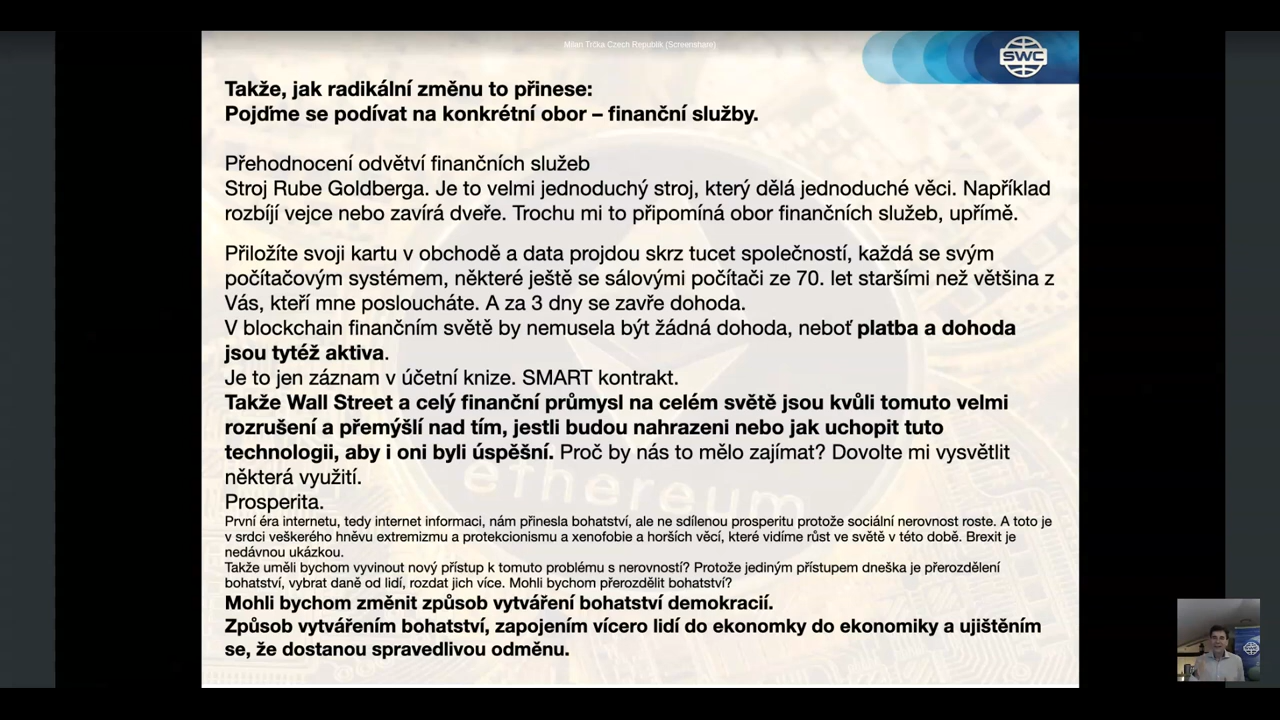 Milan Trčka Czech Republik (Screenshare)
SWC
Takže, jak radikální změnu to přinese:
Pojďme se podívat na konkrétní obor – finanční služby.
Přehodnocení odvětví finančních služeb
Stroj Rube Goldberga. Je to velmi jednoduchý stroj, který dělá jednoduché věci. Například
rozbíjí vejce nebo zavírá dveře. Trochu mi to připomíná obor finančních služeb, upřímě.
Přiložíte svoji kartu v obchodě a data projdou skrz tucet společností, každá se svým
počítačovým systémem, některé ještě se sálovými počítači ze 70. let staršími než většina z
Vás, kteří mne posloucháte. A za 3 dny se zavře dohoda.
V blockchain finančním světě by nemusela být žádná dohoda, neboť platba a dohoda
jsou tytéž aktiva.
Je to jen záznam v účetní knize. SMART kontrakt.
Takže Wall Street a celý finanční průmysl na celém světě jsou kvůli tomuto velmi
rozrušení a přemýšlí nad tím, jestli budou nahrazeni nebo jak uchopit tuto
technologii, aby i oni byli úspěšní. Proč by nás to mělo zajímat? Dovolte mi vysvětlit
některá využití.
Prosperita.
První éra internetu, tedy internet informaci, nám přinesla bohatství, ale ne sdílenou prosperitu protože sociální nerovnost roste. A toto je
v srdci veškerého hněvu extremizmu a protekcionismu a xenofobie a horších věcí, které vidíme růst ve světě v této době. Brexit je
nedávnou ukázkou.
Takže uměli bychom vyvinout nový přístup k tomuto problému s nerovností? Protože jediným přístupem dneška je přerozdělení
bohatství, vybrat daně od lidí, rozdat jich více. Mohli bychom přerozdělit bohatství?
Mohli bychom změnit způsob vytváření bohatství demokracií.
Způsob vytvářením bohatství, zapojením vícero lidí do ekonomky do ekonomiky a ujištěním
se, že dostanou spravedlivou odměnu.
ethereum
SWC